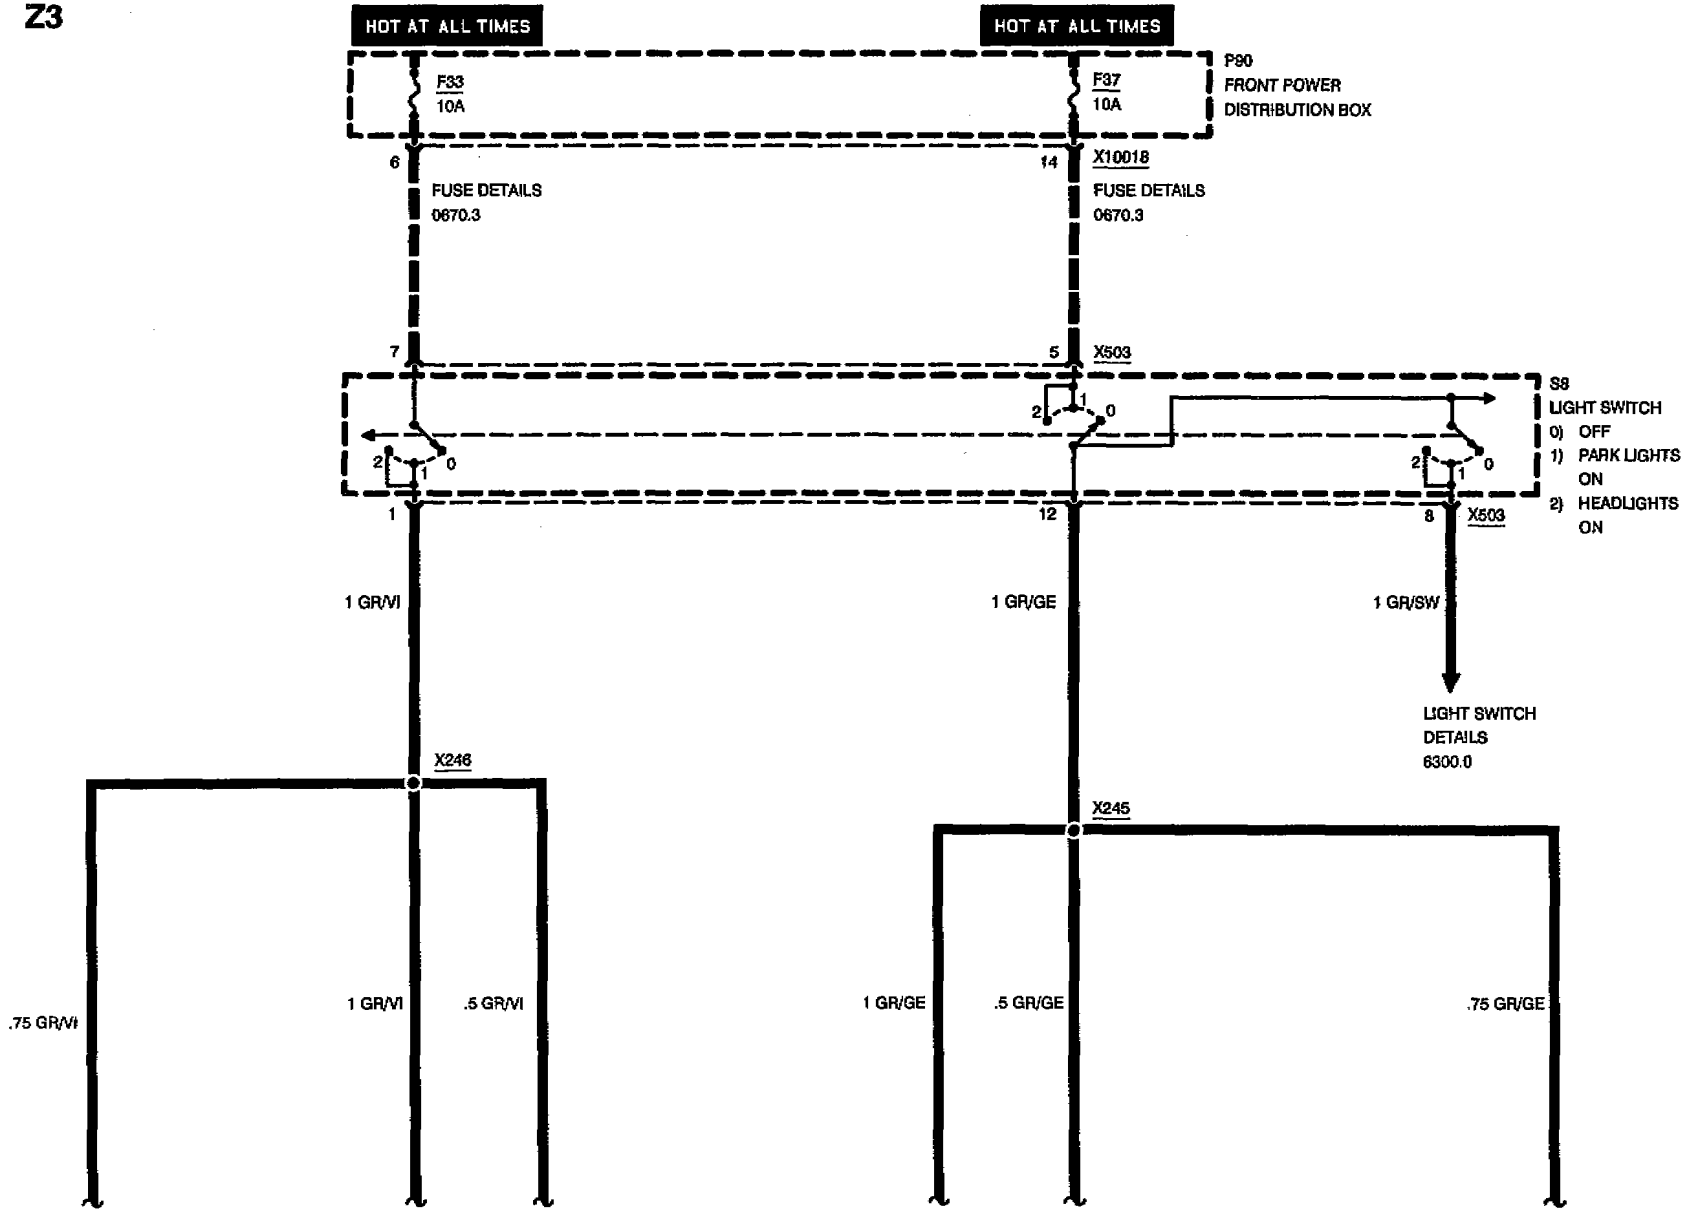 Z3
HOT AT ALL TIMES
HOT AT ALL TIMES
F33
10A
F37
10A
P90
FRONT POWER
DISTRIBUTION BOX
6
14
X10018
FUSE DETAILS
0670.3
FUSE DETAILS
0670.3
7
5
X503
2
1
0
2
1
0
2
1
0
S8
LIGHT SWITCH
0) OFF
1) PARK LIGHTS
ON
2) HEADLIGHTS
ON
1
12
8
X503
1 GR/VI
1 GR/GE
1 GR/SW
LIGHT SWITCH
DETAILS
6300.0
X246
X245
.75 GR/VI
1 GR/VI
.5 GR/VI
1 GR/GE
.5 GR/GE
.75 GR/GE